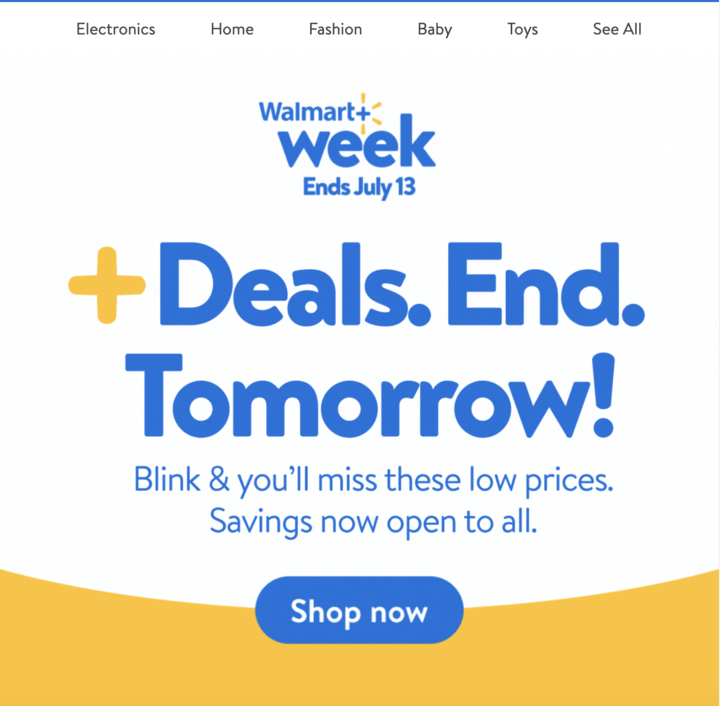 Electronics Home Fashion Baby Toys See All
Walmart+
week
Ends July 13
+Deals. End.
Tomorrow!
Blink & you’ll miss these low prices.
Savings now open to all.
Shop now